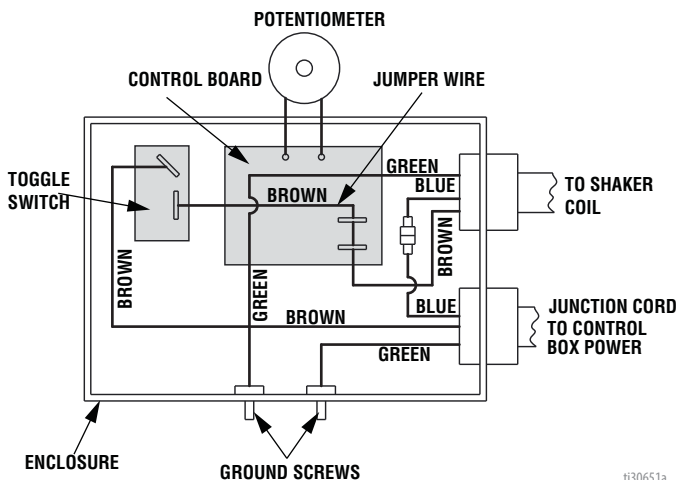 POTENTIOMETER
CONTROL BOARD
JUMPER WIRE
GREEN
BLUE
TOGGLE
SWITCH
BROWN
TO SHAKER
COIL
BROWN
BROWN
GREEN
BROWN
BLUE
JUNCTION CORD
TO CONTROL
BOX POWER
GREEN
ENCLOSURE
GROUND SCREWS
ti30651a